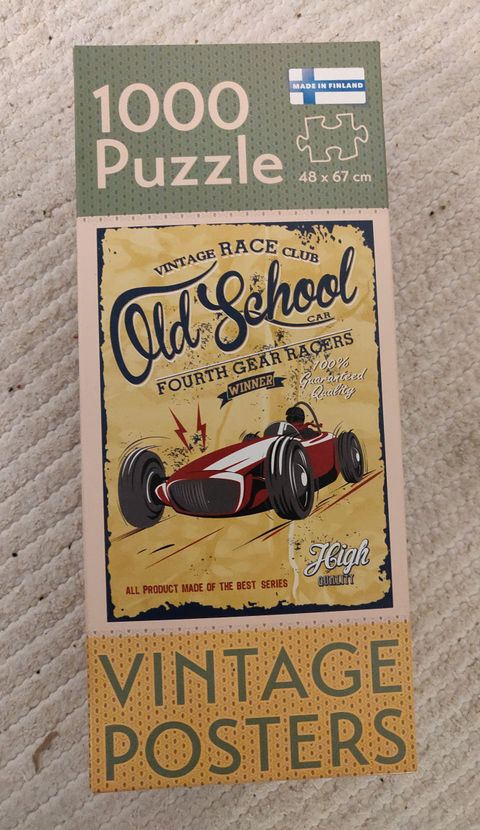 1000
Puzzle
MADE IN FINLAND
48 x 67 cm
VINTAGE RACE CLUB
Old School
CAR
FOURTH GEAR RACERS
WINNER
100%
Guaranteed
Quality
High
QUALITY
ALL PRODUCT MADE OF THE BEST SERIES
VINTAGE
POSTERS